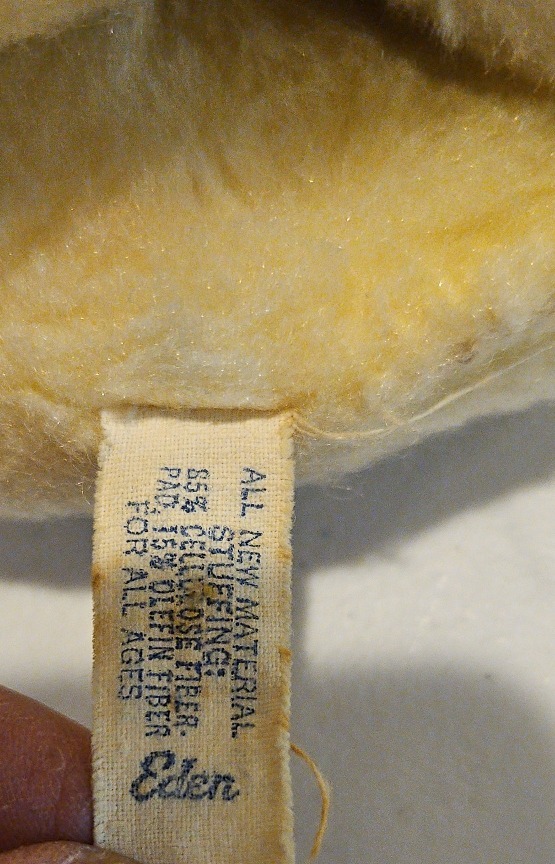 ALL NEW MATERIAL
STUFFING:
85% CELLULOSE FIBER.
PAD, 15% OLEFIN FIBER
FOR ALL AGES
Eden